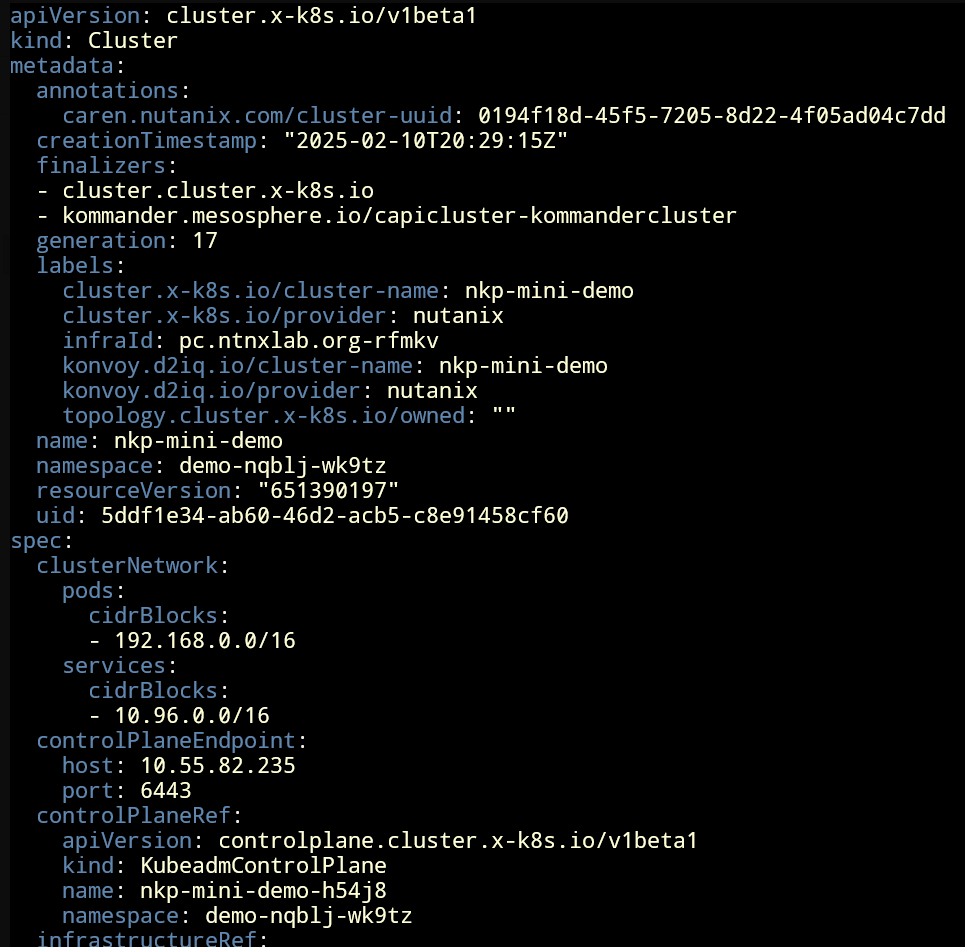 apiVersion: cluster.x-k8s.io/v1beta1
kind: Cluster
metadata:
  annotations:
    caren.nutanix.com/cluster-uuid: 0194f18d-45f5-7205-8d22-4f05ad04c7dd
  creationTimestamp: "2025-02-10T20:29:15Z"
  finalizers:
  - cluster.cluster.x-k8s.io
  - kommander.mesosphere.io/capicluster-kommandercluster
  generation: 17
  labels:
    cluster.x-k8s.io/cluster-name: nkp-mini-demo
    cluster.x-k8s.io/provider: nutanix
    infraId: pc.ntnxlab.org-rfmkv
    konvoy.d2iq.io/cluster-name: nkp-mini-demo
    konvoy.d2iq.io/provider: nutanix
    topology.cluster.x-k8s.io/owned: ""
  name: nkp-mini-demo
  namespace: demo-nqblj-wk9tz
  resourceVersion: "651390197"
  uid: 5ddf1e34-ab60-46d2-acb5-c8e91458cf60
spec:
  clusterNetwork:
    pods:
      cidrBlocks:
      - 192.168.0.0/16
    services:
      cidrBlocks:
      - 10.96.0.0/16
  controlPlaneEndpoint:
    host: 10.55.82.235
    port: 6443
  controlPlaneRef:
    apiVersion: controlplane.cluster.x-k8s.io/v1beta1
    kind: KubeadmControlPlane
    name: nkp-mini-demo-h54j8
    namespace: demo-nqblj-wk9tz
  infrastructureRef: